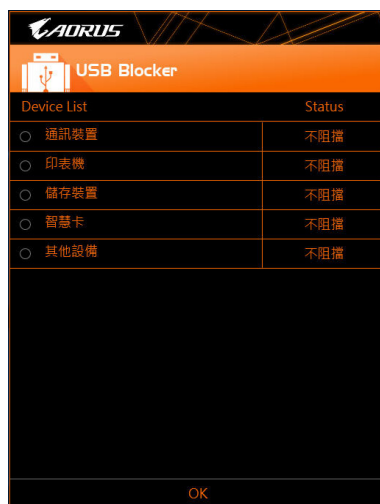 AORUS
USB Blocker
Device List Status
通訊裝置 不阻擋
印表機 不阻擋
儲存裝置 不阻擋
智慧卡 不阻擋
其他設備 不阻擋
OK